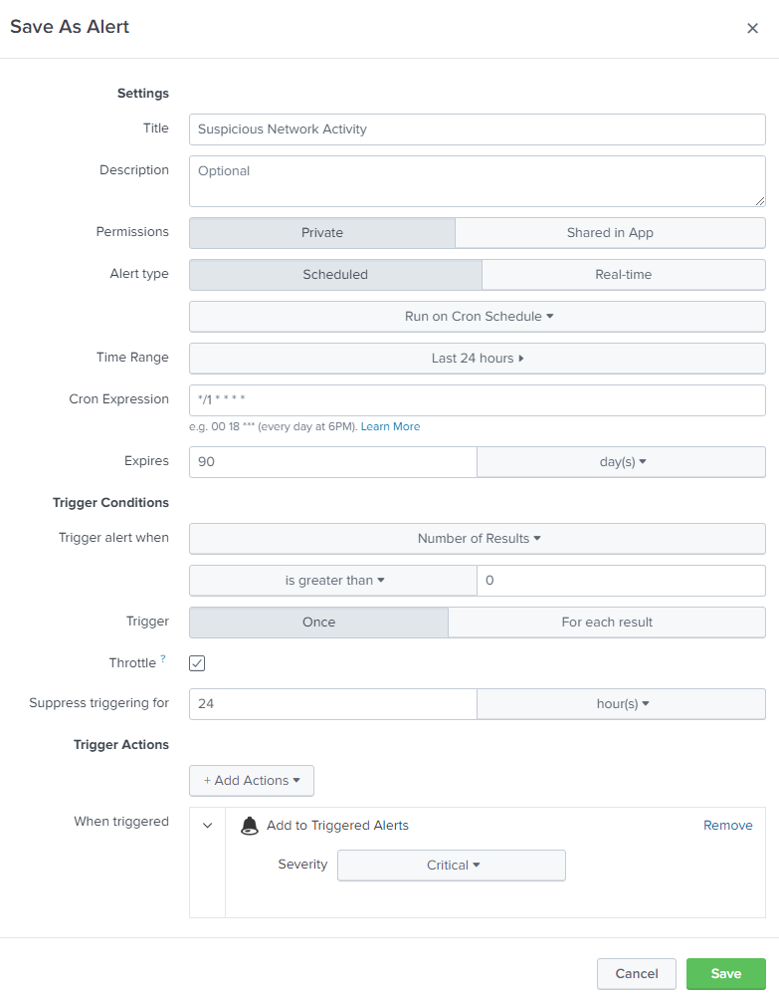 Save As Alert ×
Settings
Title Suspicious Network Activity
Description Optional
Permissions Private Shared in App
Alert type Scheduled Real-time
Run on Cron Schedule
Time Range Last 24 hours
Cron Expression */1 * * * *
e.g. 00 18 *** (every day at 6PM). Learn More
Expires 90 day(s)
Trigger Conditions
Trigger alert when Number of Results
is greater than 0
Trigger Once For each result
Throttle ?
Suppress triggering for 24 hour(s)
Trigger Actions
+ Add Actions
When triggered Add to Triggered Alerts Remove
Severity Critical
Cancel Save